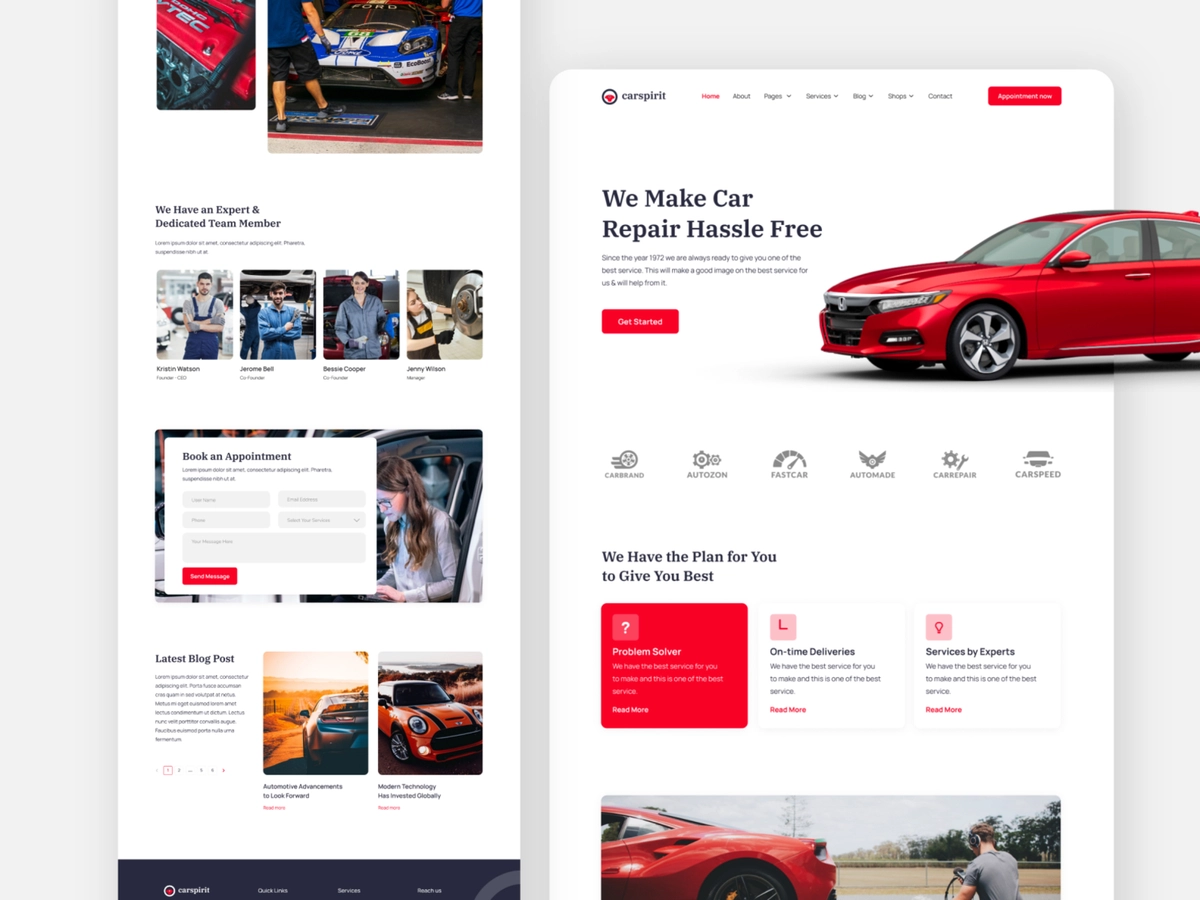 VTEC
FORD
68
Ford
EcoBoost
We Have an Expert &
Dedicated Team Member
Lorem ipsum dolor sit amet, consectetur adipiscing elit. Pharetra,
suspendisse nibh ut at
Kristin Watson
Founder - CEO
Jerome Bell
Co-Founder
Bessie Cooper
Co-Founder
Jenny Wilson
Manager
Book an Appointment
Lorem ipsum dolor sit amet, consectetur adipiscing elit. Pharetra,
suspendisse nibh ut at
User Name
Email Address
Phone
Select Your Services
Your Message Here
Send Message
Latest Blog Post
Lorem ipsum dolor sit amet, consectetur
adipiscing elit. Porta fusce accumsan
cras quam in sed volutpat at netus.
Metus mi eget euismod lorem amet
lectus condimentum ut dictum. Lectus
nunc velit porttitor convallis augue.
Faucibus euismod porta nulla urna
fermentum.
1 2 ... 5 6
Automotive Advancements
to Look Forward
Read more
Modern Technology
Has Invested Globally
Read more
carspirit
Quick Links
Services
Reach us
carspirit
Home
About
Pages
Services
Blog
Shops
Contact
Appointment now
We Make Car
Repair Hassle Free
Since the year 1972 we are always ready to give you one of the
best service. This will make a good image on the best service for
us & will help from it.
Get Started
CARBRAND
AUTOZON
FASTCAR
AUTOMADE
CARREPAIR
CARSPEED
We Have the Plan for You
to Give You Best
?
Problem Solver
We have the best service for you
to make and this is one of the best
service.
Read More
On-time Deliveries
We have the best service for you
to make and this is one of the best
service.
Read More
Services by Experts
We have the best service for you
to make and this is one of the best
service.
Read More